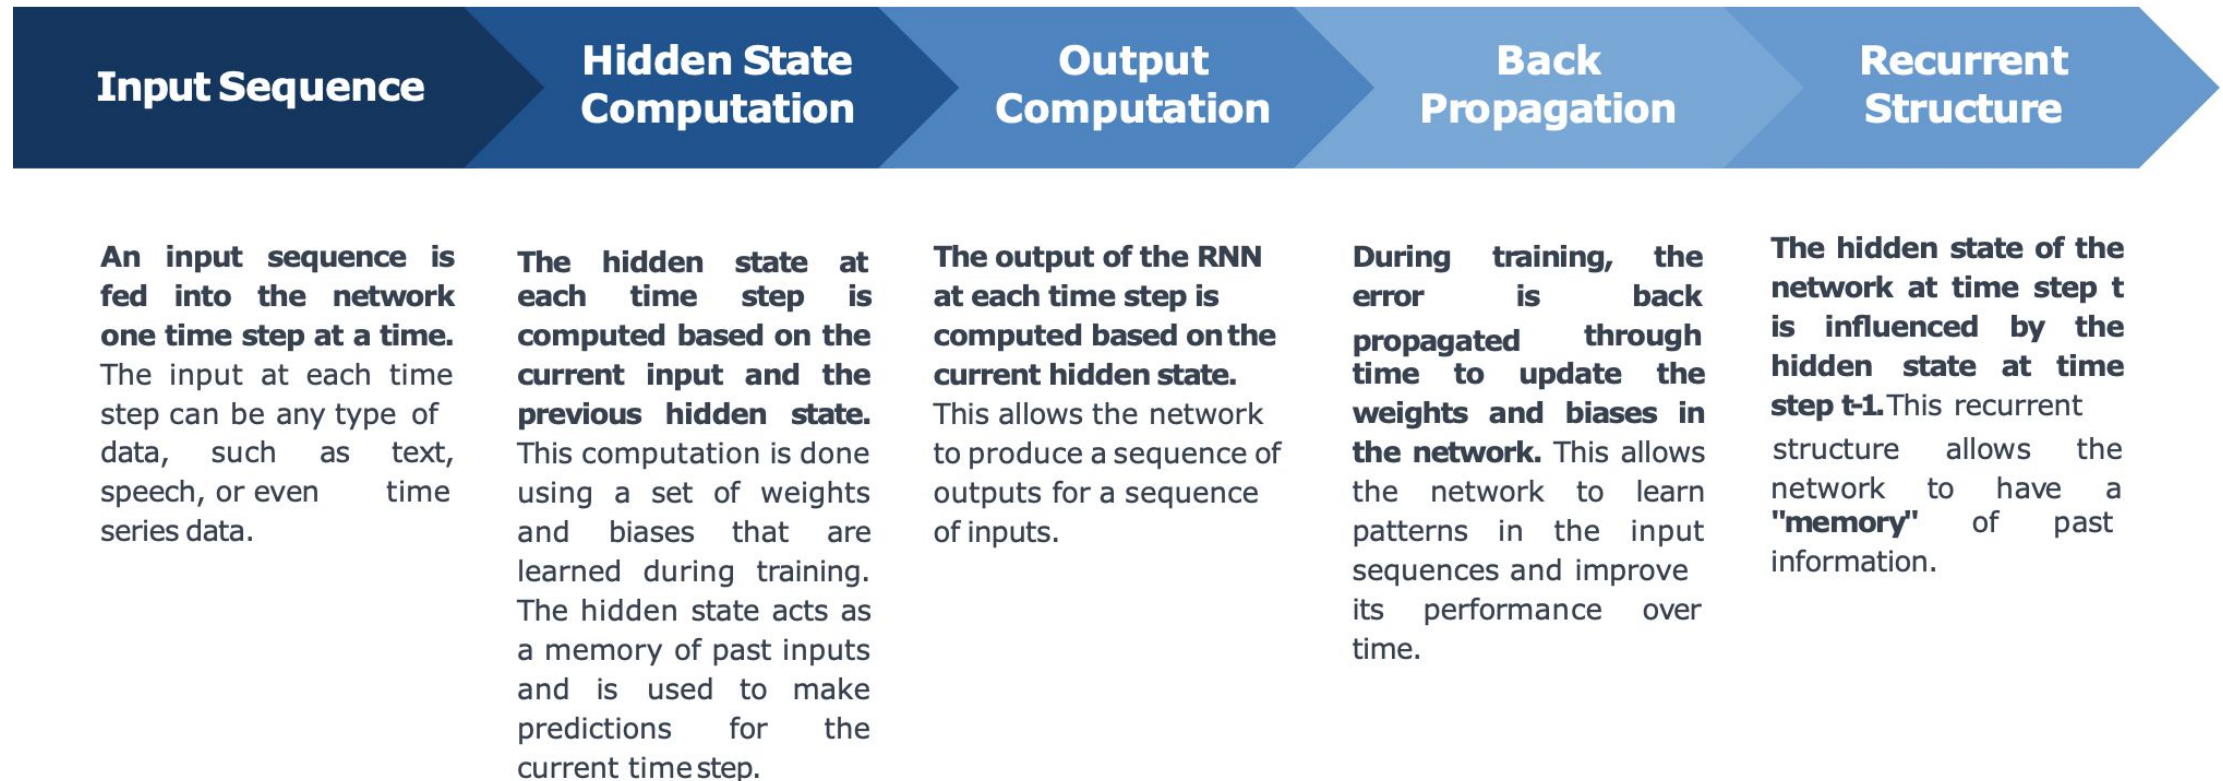 Input Sequence
Hidden State
Computation
Output
Computation
Back
Propagation
Recurrent
Structure
An input sequence is
fed into the network
one time step at a time.
The input at each time
step can be any type of
data, such as text,
speech, or even time
series data.
The hidden state at
each time step is
computed based on the
current input and the
previous hidden state.
This computation is done
using a set of weights
and biases that are
learned during training.
The hidden state acts as
a memory of past inputs
and is used to make
predictions for the
current time step.
The output of the RNN
at each time step is
computed based on the
current hidden state.
This allows the network
to produce a sequence of
outputs for a sequence
of inputs.
During training, the
error is back
propagated through
time to update the
weights and biases in
the network. This allows
the network to learn
patterns in the input
sequences and improve
its performance over
time.
The hidden state of the
network at time step t
is influenced by the
hidden state at time
step t-1. This recurrent
structure allows the
network to have a
"memory" of past
information.